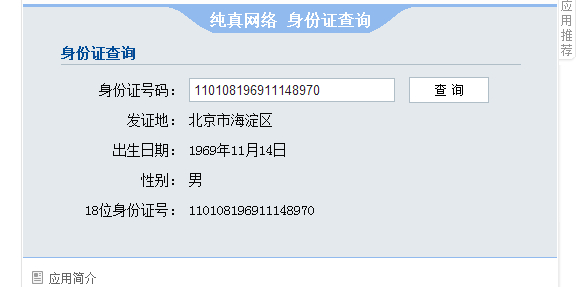 纯真网络 身份证查询
身份证查询
身份证号码： 110108196911148970 查 询
发证地： 北京市海淀区
出生日期： 1969年11月14日
性别： 男
18位身份证号： 110108196911148970
应用简介
应用推荐